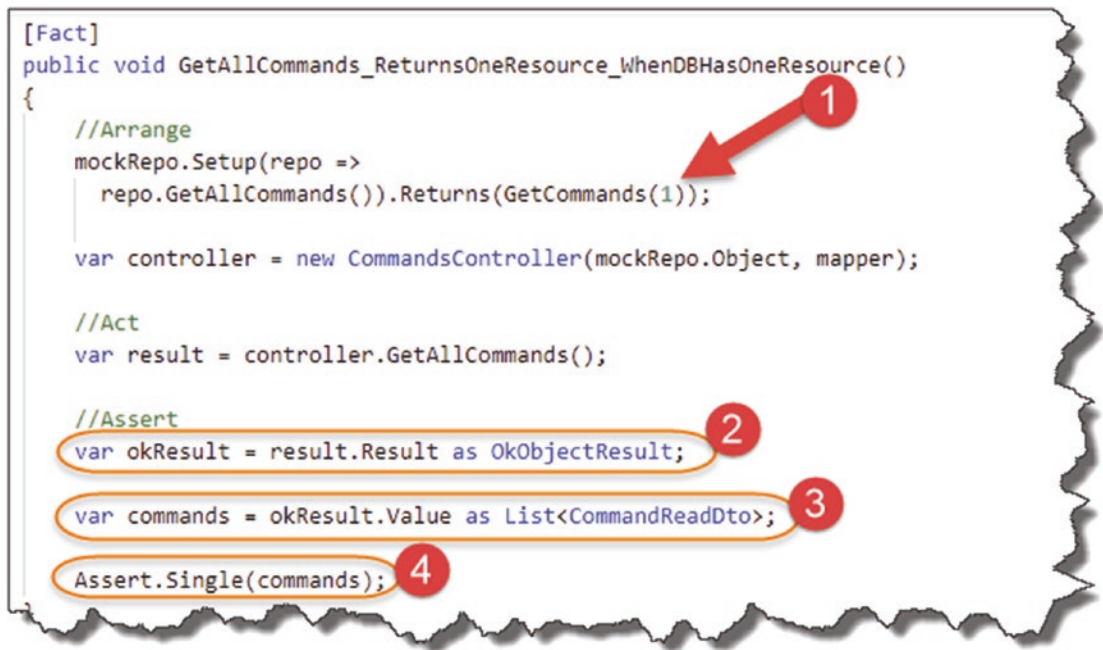 [Fact]
public void GetAllCommands_ReturnsOneResource_WhenDBHasOneResource()
{
//Arrange
1
mockRepo.Setup(repo =>
repo.GetAllCommands()).Returns(GetCommands(1));
var controller = new CommandsController(mockRepo.Object, mapper);
//Act
var result = controller.GetAllCommands();
//Assert
2
var okResult = result.Result as OkObjectResult;
3
var commands = okResult.Value as List<CommandReadDto>;
4
Assert.Single(commands);